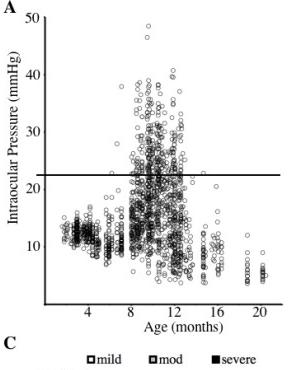 A
50
40
30
20
10
Intraocular Pressure (mmHg)
4 8 12 16 20
Age (months)
C
mild mod severe